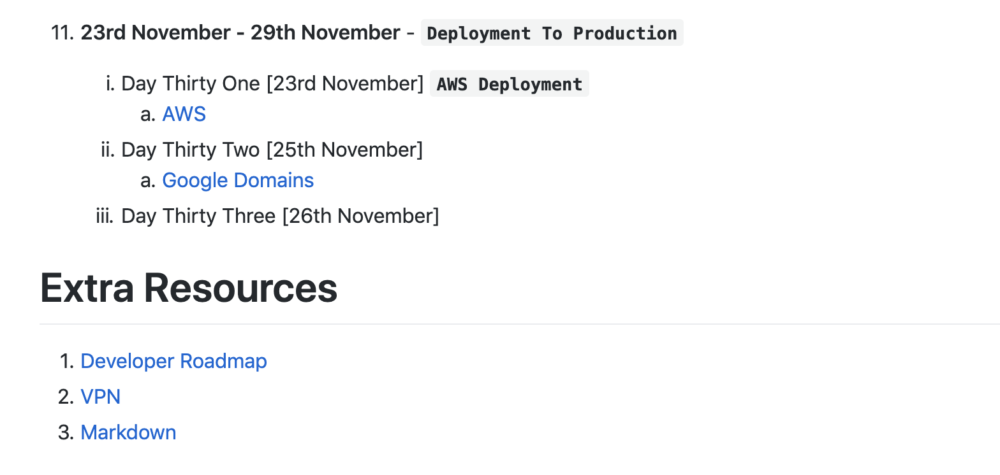 11. 23rd November - 29th November - Deployment To Production
i. Day Thirty One [23rd November] AWS Deployment
a. AWS
ii. Day Thirty Two [25th November]
a. Google Domains
iii. Day Thirty Three [26th November]
Extra Resources
1. Developer Roadmap
2. VPN
3. Markdown